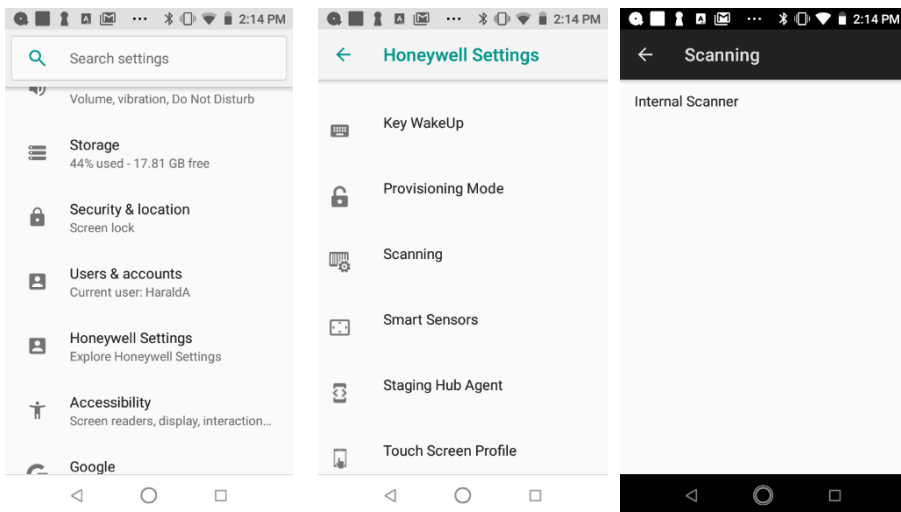 2:14 PM
Search settings
Volume, vibration, Do Not Disturb
Storage
44% used - 17.81 GB free
Security & location
Screen lock
Users & accounts
Current user: HaraldA
Honeywell Settings
Explore Honeywell Settings
Accessibility
Screen readers, display, interaction...
Google
2:14 PM
Honeywell Settings
Key WakeUp
Provisioning Mode
Scanning
Smart Sensors
Staging Hub Agent
Touch Screen Profile
2:14 PM
Scanning
Internal Scanner